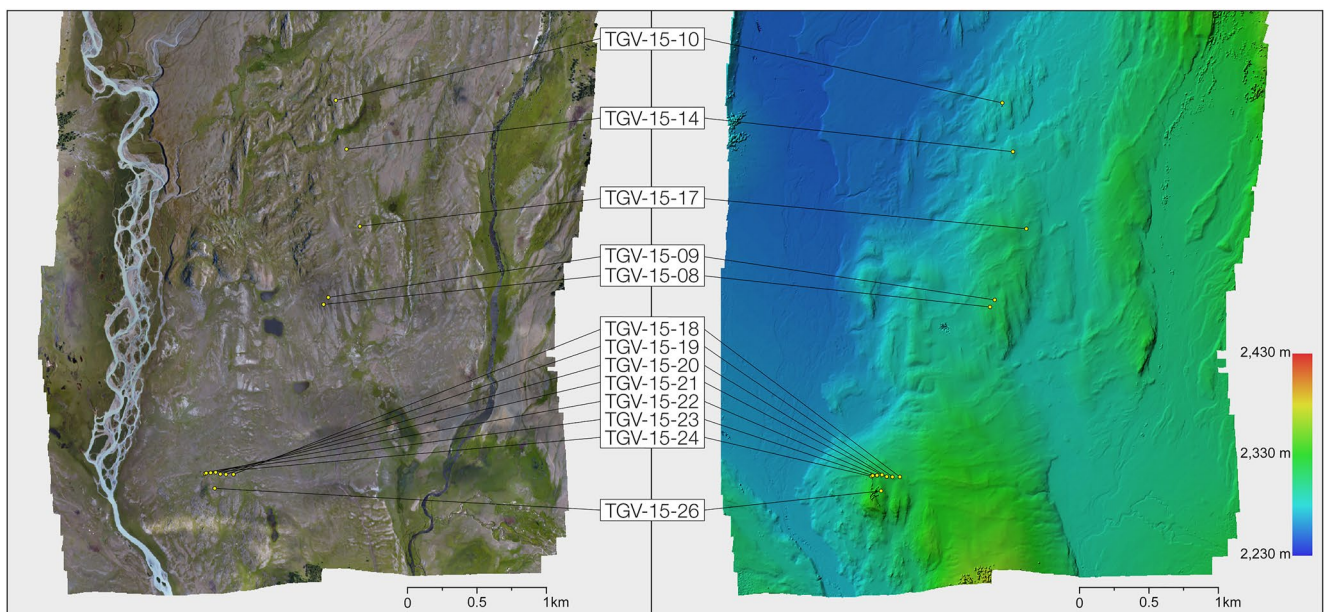 TGV-15-10
TGV-15-14
TGV-15-17
TGV-15-09
TGV-15-08
TGV-15-18
TGV-15-19
TGV-15-20
TGV-15-21
TGV-15-22
TGV-15-23
TGV-15-24
TGV-15-26
2,430 m
2,330 m
2,230 m
0 0.5 1km
0 0.5 1km